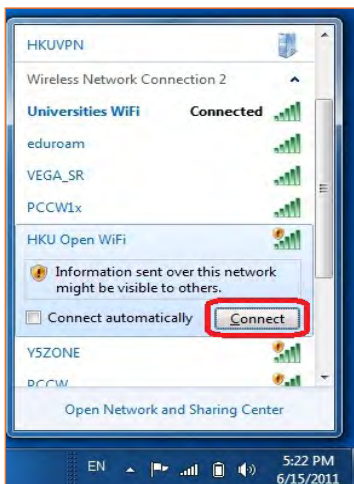 HKUVPN
Wireless Network Connection 2
Universities WiFi Connected
eduroam
VEGA_SR
PCCW1x
HKU Open WiFi
Information sent over this network
might be visible to others.
Connect automatically Connect
Y5ZONE
PCCW
Open Network and Sharing Center
EN 5:22 PM
6/15/2011